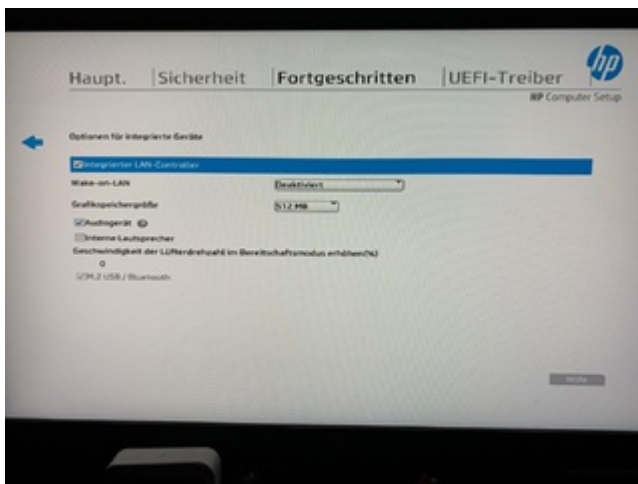 hp
Haupt. Sicherheit Fortgeschritten UEFI-Treiber
HP Computer Setup
Optionen für integrierte Geräte
Integrierter LAN-Controller
Wake-on-LAN Deaktiviert
Grafikspeichergröße 512 MB
Audiogerät
Interne Lautsprecher
Geschwindigkeit der Lüfterdrehzahl im Bereitschaftsmodus erhöhen(%)
0
M.2 USB / Bluetooth